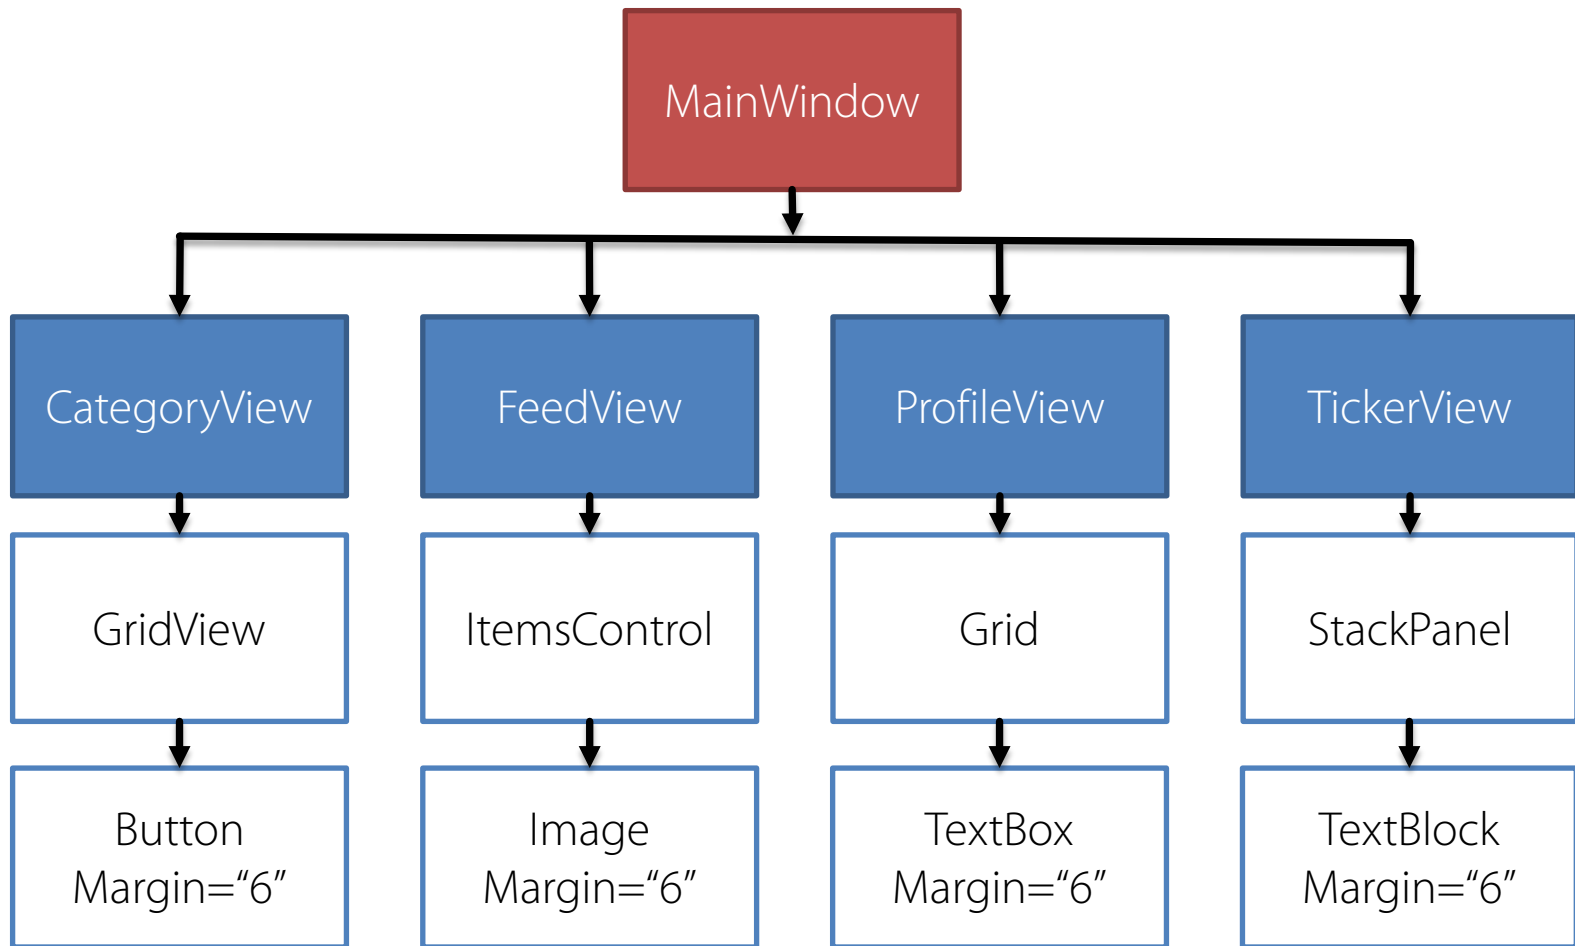 MainWindow
CategoryView
FeedView
ProfileView
TickerView
GridView
ItemsControl
Grid
StackPanel
Button
Margin=“6”
Image
Margin=“6”
TextBox
Margin=“6”
TextBlock
Margin=“6”